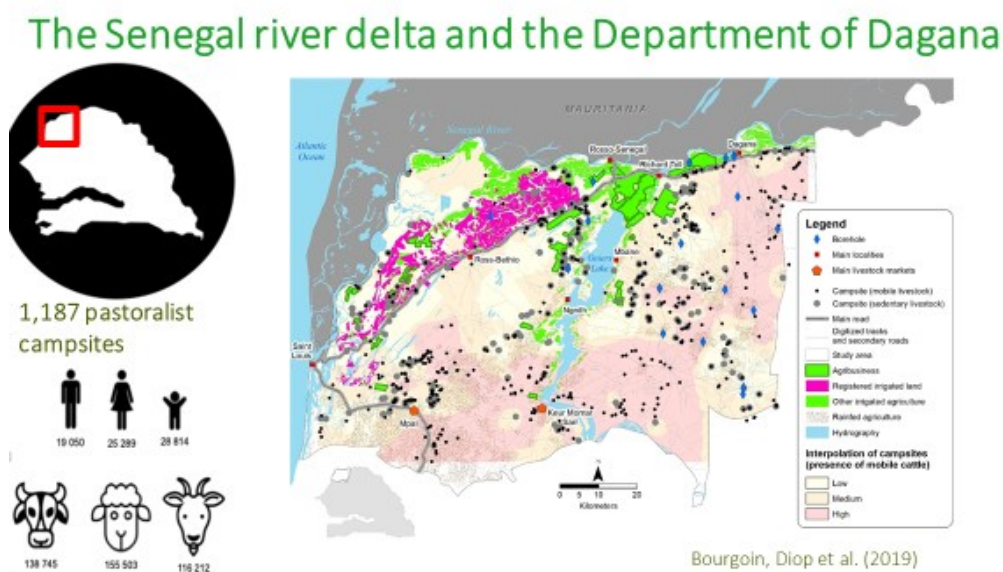 The Senegal river delta and the Department of Dagana
1,187 pastoralist
campsites
19 050
25 289
28 814
138 745
155 503
116 212
MAURITANIA
Senegal River
Atlantic
Ocean
Rosso-Senegal
Richard Toll
Dagana
Ross-Bethio
Mbane
Guiers
Lake
Saint
Louis
Mpal
Keur Momar
Sarr
0 5 10 20
Kilometers
Legend
Borehole
Main localities
Main livestock markets
Campsite (mobile livestock)
Campsite (sedentary livestock)
Main road
Digitized tracks
and secondary roads
Study area
Agribusiness
Registered irrigated land
Other irrigated agriculture
Rainfed agriculture
Hydrography
Interpolation of campsites
(presence of mobile cattle)
Low
Medium
High
Bourgoin, Diop et al. (2019)